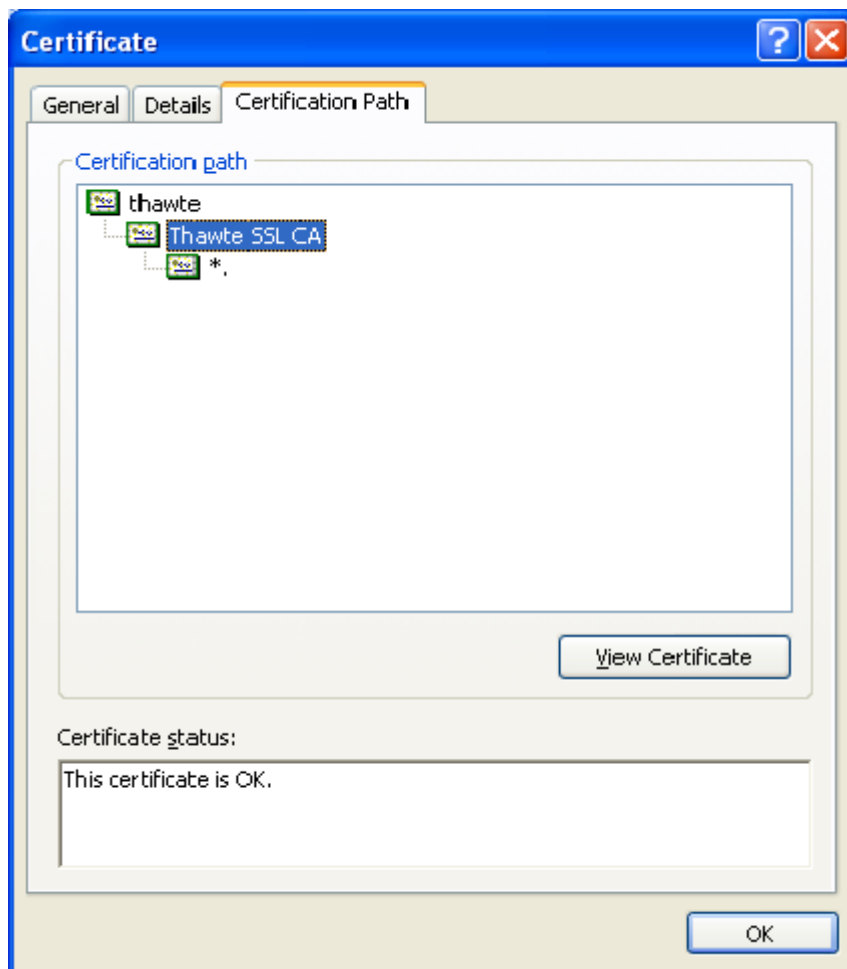 Certificate
General Details Certification Path
Certification path
thawte
Thawte SSL CA
*.
View Certificate
Certificate status:
This certificate is OK.
OK